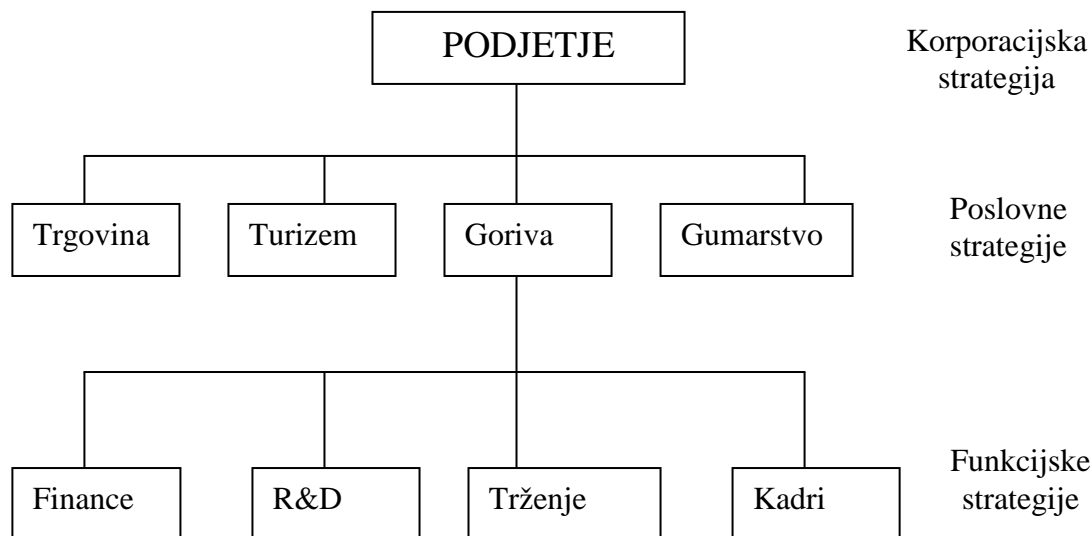 PODJETJE
Korporacijska
strategija
Trgovina
Turizem
Goriva
Gumarstvo
Poslovne
strategije
Finance
R&D
Trženje
Kadri
Funkcijske
strategije